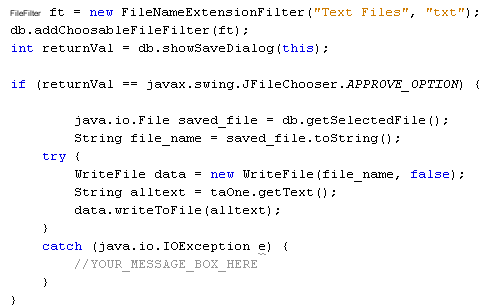 FileFilter ft = new FileNameExtensionFilter("Text Files", "txt");
db.addChoosableFileFilter(ft);
int returnVal = db.showSaveDialog(this);
if (returnVal == javax.swing.JFileChooser.APPROVE_OPTION) {
java.io.File saved_file = db.getSelectedFile();
String file_name = saved_file.toString();
try {
WriteFile data = new WriteFile(file_name, false);
String alltext = taOne.getText();
data.writeToFile(alltext);
}
catch (java.io.IOException e) {
//YOUR_MESSAGE_BOX_HERE
}
}